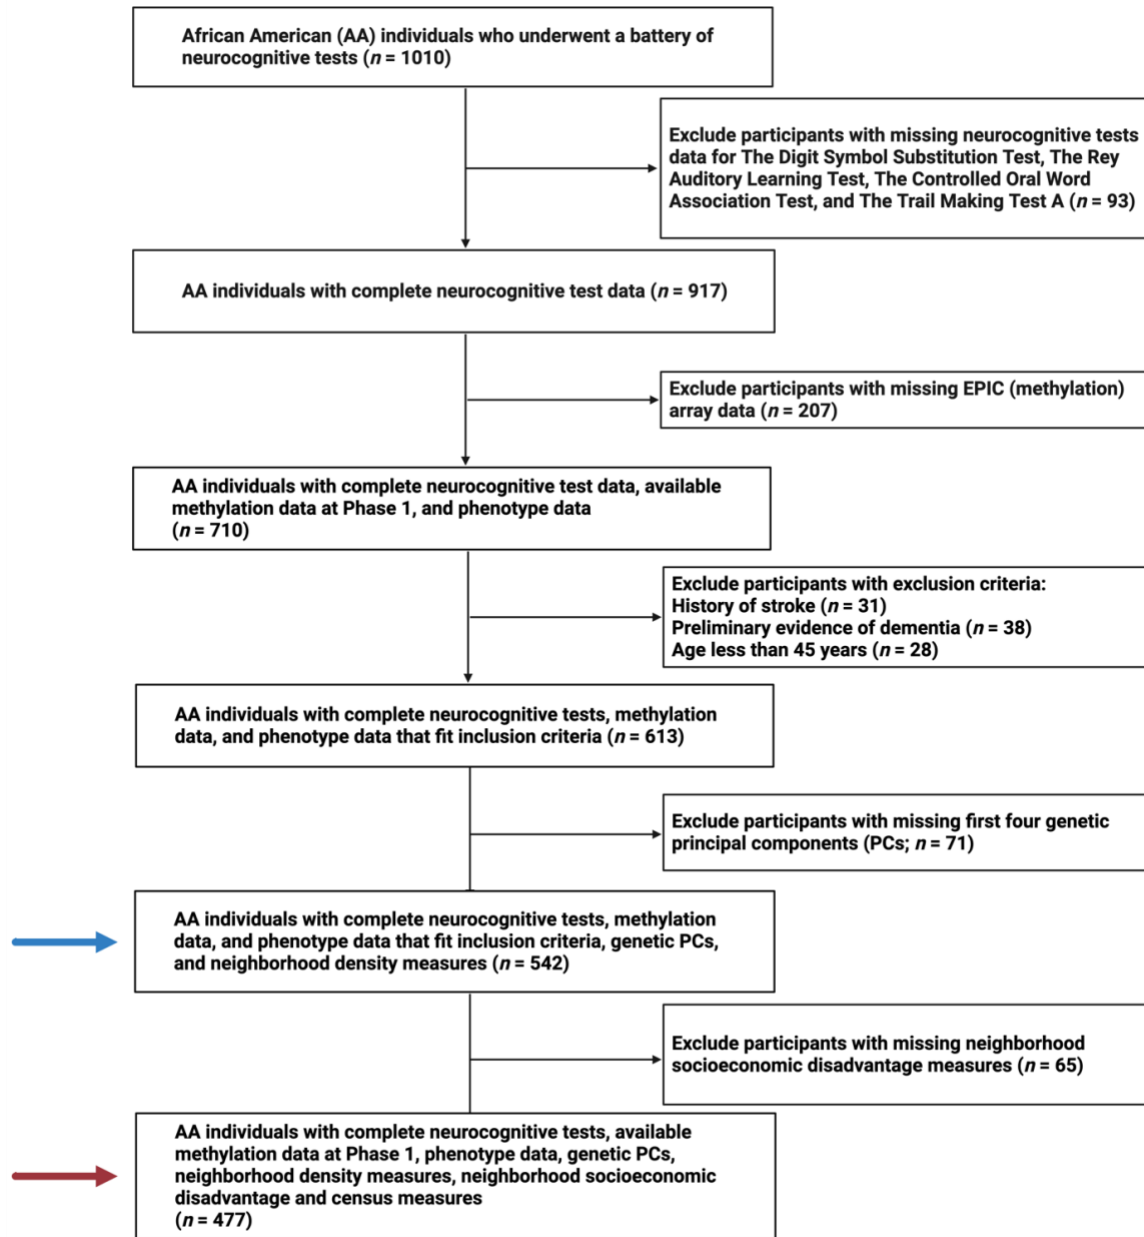 African American (AA) individuals who underwent a battery of
neurocognitive tests (n = 1010)
Exclude participants with missing neurocognitive tests
data for The Digit Symbol Substitution Test, The Rey
Auditory Learning Test, The Controlled Oral Word
Association Test, and The Trail Making Test A (n = 93)
AA individuals with complete neurocognitive test data (n = 917)
Exclude participants with missing EPIC (methylation)
array data (n = 207)
AA individuals with complete neurocognitive test data, available
methylation data at Phase 1, and phenotype data
(n = 710)
Exclude participants with exclusion criteria:
History of stroke (n = 31)
Preliminary evidence of dementia (n = 38)
Age less than 45 years (n = 28)
AA individuals with complete neurocognitive tests, methylation
data, and phenotype data that fit inclusion criteria (n = 613)
Exclude participants with missing first four genetic
principal components (PCs; n = 71)
AA individuals with complete neurocognitive tests, methylation
data, and phenotype data that fit inclusion criteria, genetic PCs,
and neighborhood density measures (n = 542)
Exclude participants with missing neighborhood
socioeconomic disadvantage measures (n = 65)
AA individuals with complete neurocognitive tests, available
methylation data at Phase 1, phenotype data, genetic PCs,
neighborhood density measures, neighborhood socioeconomic
disadvantage and census measures
(n = 477)